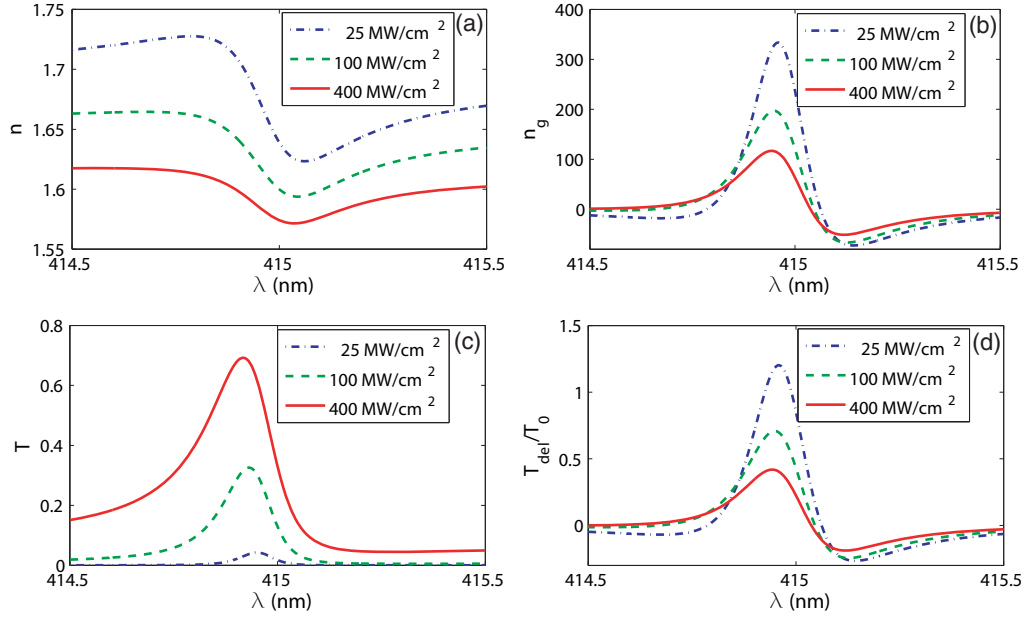 1.75
1.7
1.65
1.6
1.55
n
(a)
25 MW/cm 2
100 MW/cm 2
400 MW/cm 2
414.5 415 415.5
λ (nm)
400
300
200
100
0
ng
(b)
25 MW/cm 2
100 MW/cm 2
400 MW/cm 2
414.5 415 415.5
λ (nm)
0.8
0.6
0.4
0.2
0
T
(c)
25 MW/cm 2
100 MW/cm 2
400 MW/cm 2
414.5 415 415.5
λ (nm)
1.5
1
0.5
0
Tdel/T0
(d)
25 MW/cm 2
100 MW/cm 2
400 MW/cm 2
414.5 415 415.5
λ (nm)